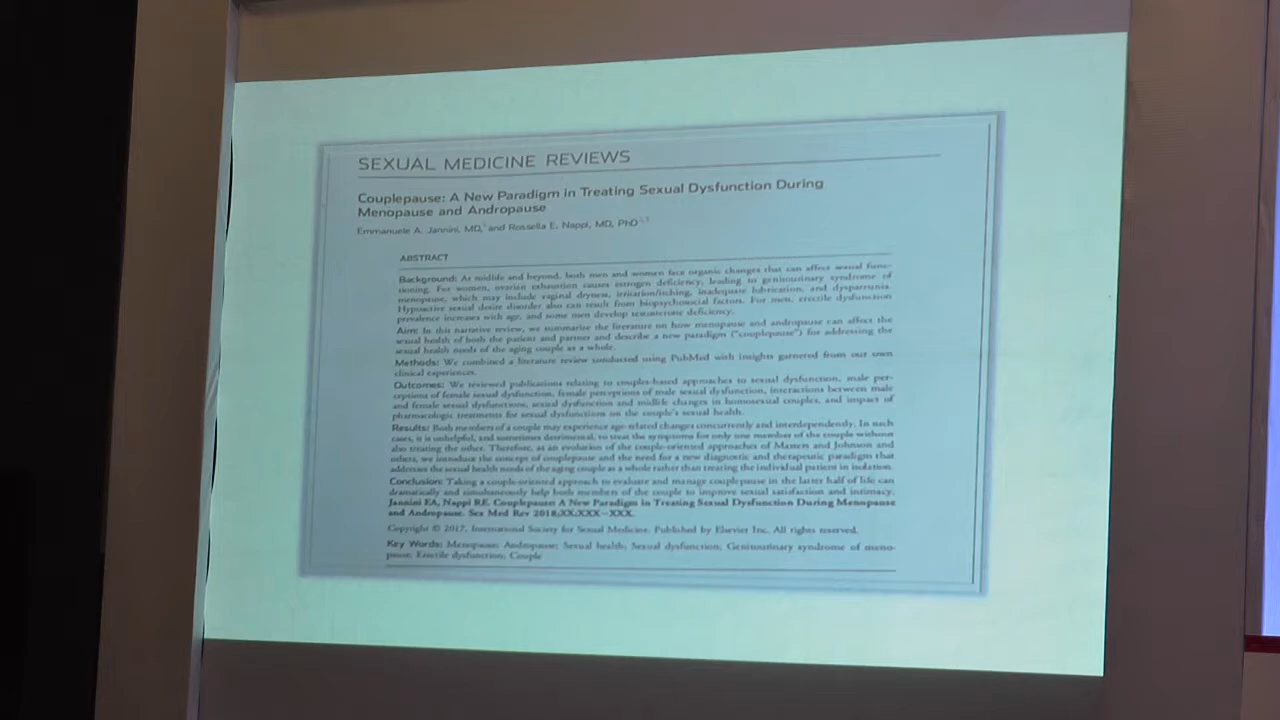 SEXUAL MEDICINE REVIEWS
Couplepause: A New Paradigm in Treating Sexual Dysfunction During
Menopause and Andropause
Emmanuele A. Jannini, MD, and Rossella E. Nappi, MD, PhD
ABSTRACT
Background: At midlife and beyond, both men and women face organic changes that can affect sexual func-
tioning. For women, ovarian exhaustion causes estrogen deficiency, leading to genitourinary syndrome of
menopause, which may include vaginal dryness, irritation/itching, inadequate lubrication, and dyspareunia.
Hypoactive sexual desire disorder also can result from biopsychosocial factors. For men, erectile dysfunction
prevalence increases with age, and some men develop testosterone deficiency.
Aim: In this narrative review, we summarize the literature on how menopause and andropause can affect the
sexual health of both the patient and partner and describe a new paradigm ("couplepause") for addressing the
sexual health needs of the aging couple as a whole.
Methods: We combined a literature review conducted using PubMed with insights garnered from our own
clinical experiences.
Outcomes: We reviewed publications relating to couples-based approaches to sexual dysfunction, male per-
ceptions of female sexual dysfunction, female perceptions of male sexual dysfunction, interactions between male
and female sexual dysfunctions, sexual dysfunction and midlife changes in homosexual couples, and impact of
pharmacologic treatments for sexual dysfunctions on the couple's sexual health.
Results: Both members of a couple may experience age-related changes concurrently and interdependently. In such
cases, it is unhelpful, and sometimes detrimental, to treat the symptoms for only one member of the couple without
also treating the other. Therefore, as an evolution of the couple-oriented approaches of Masters and Johnson and
others, we introduce the concept of couplepause and the need for a new diagnostic and therapeutic paradigm that
addresses the sexual health needs of the aging couple as a whole rather than treating the individual patient in isolation.
Conclusion: Taking a couple-oriented approach to evaluate and manage couplepause in the latter half of life can
dramatically and simultaneously help both members of the couple to improve sexual satisfaction and intimacy.
Jannini EA, Nappi RE. Couplepause: A New Paradigm in Treating Sexual Dysfunction During Menopause
and Andropause. Sex Med Rev 2018;XX:XXX–XXX.
Copyright © 2017, International Society for Sexual Medicine. Published by Elsevier Inc. All rights reserved.
Key Words: Menopause; Andropause; Sexual health; Sexual dysfunction; Genitourinary syndrome of meno-
pause; Erectile dysfunction; Couple